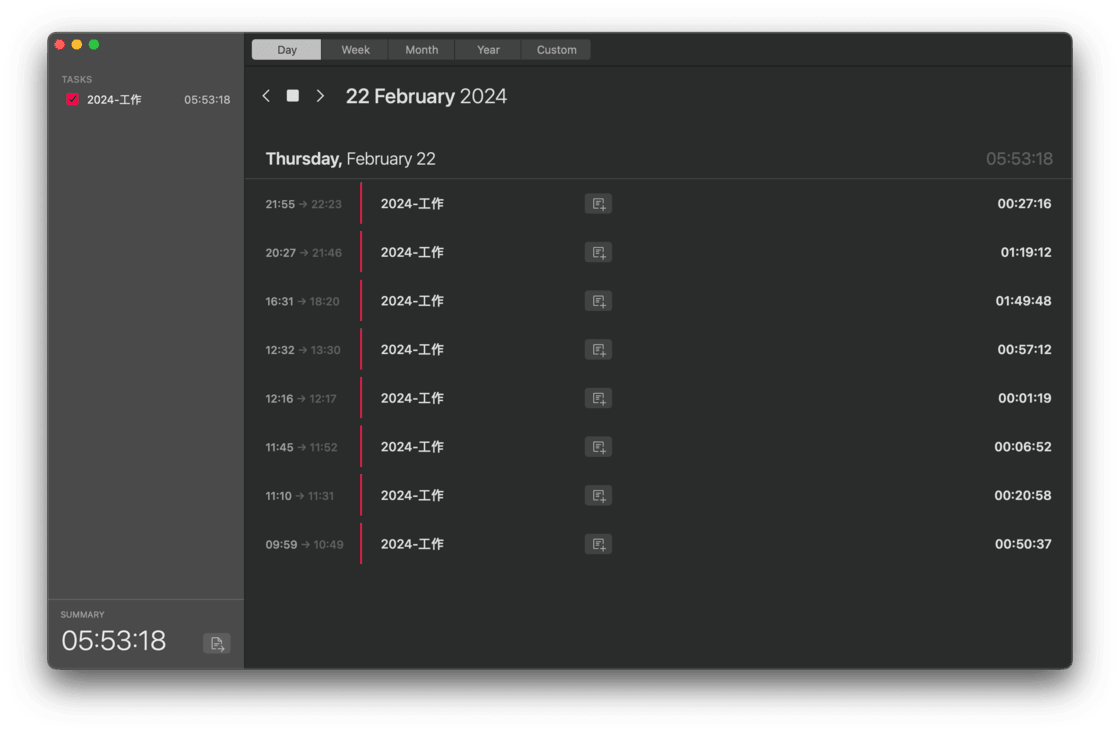 Day Week Month Year Custom
TASKS
2024-工作 05:53:18
22 February 2024
Thursday, February 22 05:53:18
21:55 → 22:23 2024-工作 00:27:16
20:27 → 21:46 2024-工作 01:19:12
16:31 → 18:20 2024-工作 01:49:48
12:32 → 13:30 2024-工作 00:57:12
12:16 → 12:17 2024-工作 00:01:19
11:45 → 11:52 2024-工作 00:06:52
11:10 → 11:31 2024-工作 00:20:58
09:59 → 10:49 2024-工作 00:50:37
SUMMARY
05:53:18